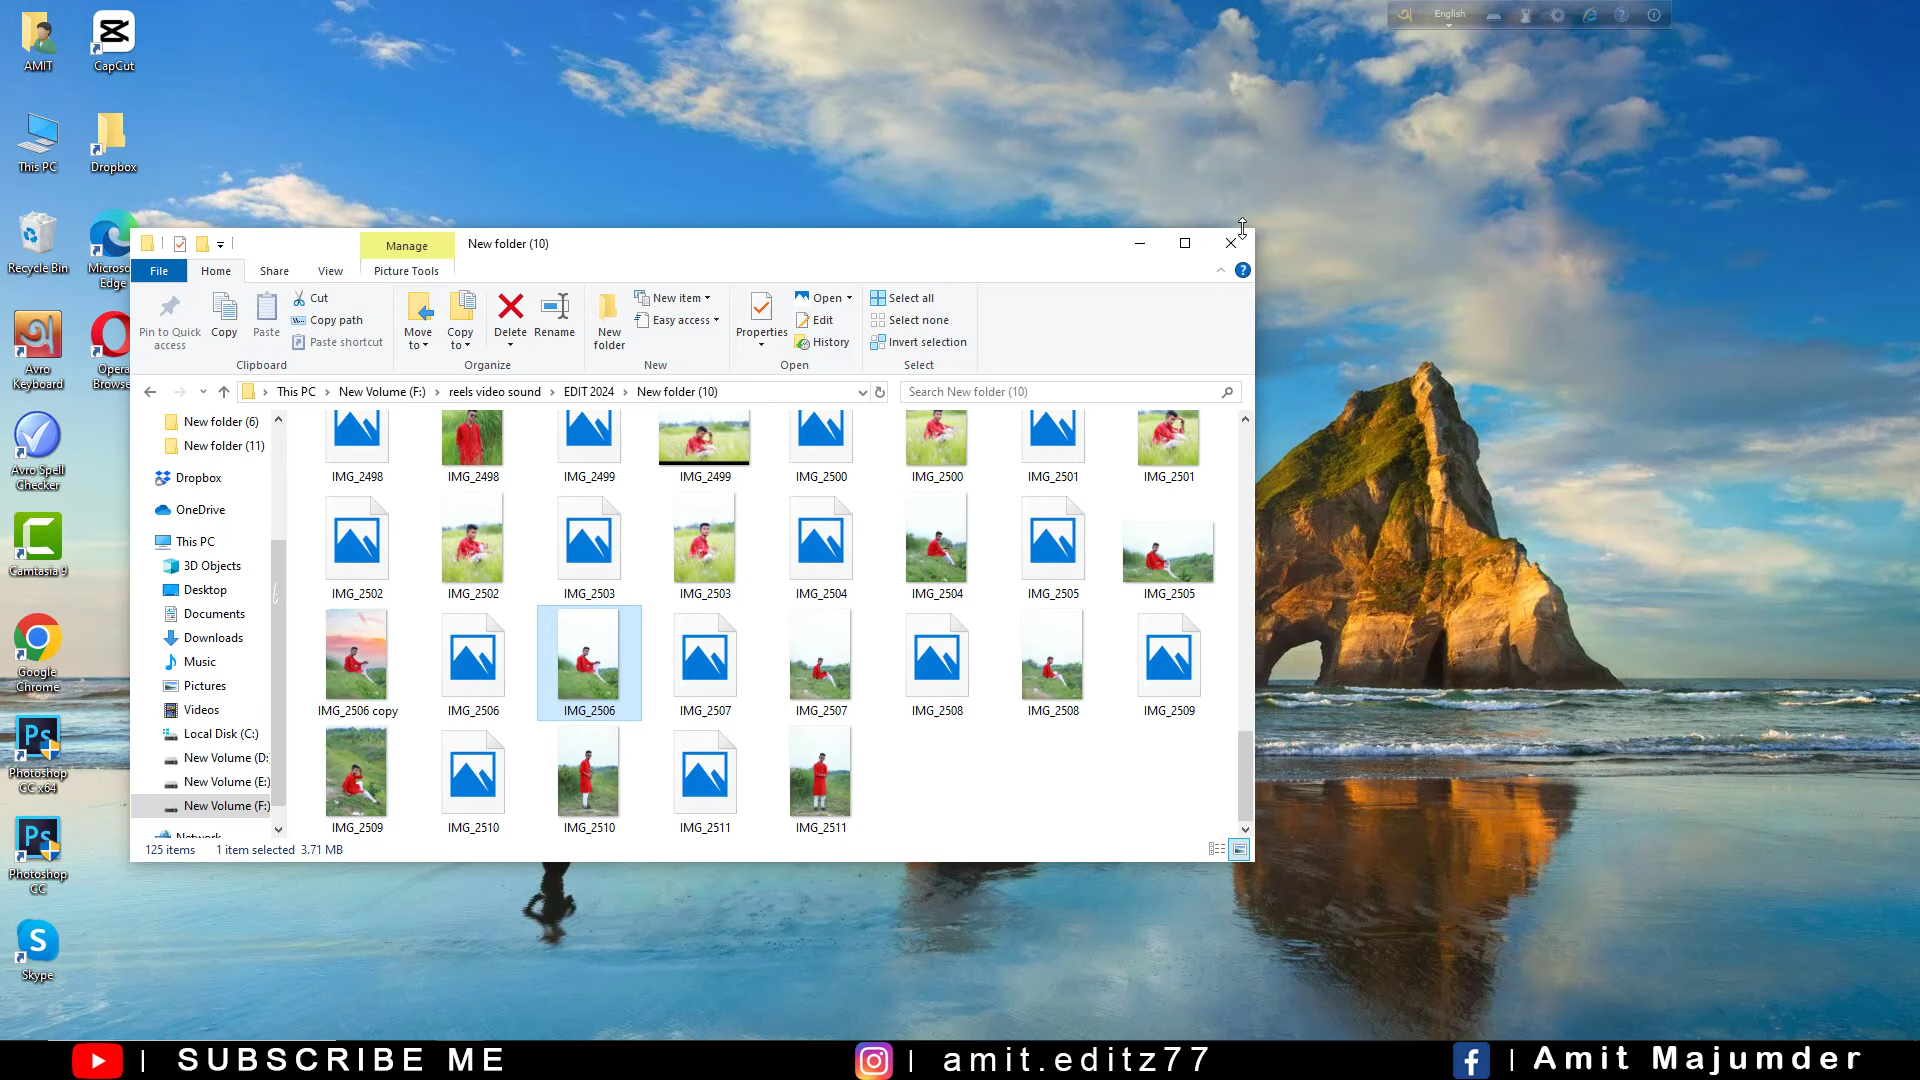 AMIT
CapCut
This PC
Dropbox
Recycle Bin
Microso
Edge
Avro
Keyboard
Opera
Browse
Avro Spell
Checker
Camtasia 9
Google
Chrome
Photoshop
CC x64
Photoshop
CC
Skype
English
Manage
New folder (10)
File
Home
Share
View
Picture Tools
Pin to Quick
access
Copy
Paste
Cut
Copy path
Paste shortcut
Clipboard
Move
to
Copy
to
Delete
Rename
Organize
New
folder
New item
Easy access
New
Properties
Open
Edit
History
Open
Select all
Select none
Invert selection
Select
This PC
New Volume (F:)
reels video sound
EDIT 2024
New folder (10)
Search New folder (10)
New folder (6)
New folder (11)
Dropbox
OneDrive
This PC
3D Objects
Desktop
Documents
Downloads
Music
Pictures
Videos
Local Disk (C:)
New Volume (D:
New Volume (E:)
New Volume (F:)
Network
IMG_2498
IMG_2498
IMG_2499
IMG_2499
IMG_2500
IMG_2500
IMG_2501
IMG_2501
IMG_2502
IMG_2502
IMG_2503
IMG_2503
IMG_2504
IMG_2504
IMG_2505
IMG_2505
IMG_2506 copy
IMG_2506
IMG_2506
IMG_2507
IMG_2507
IMG_2508
IMG_2508
IMG_2509
IMG_2509
IMG_2510
IMG_2510
IMG_2511
IMG_2511
125 items
1 item selected 3.71 MB
| SUBSCRIBE ME
| amit.editz77
| Amit Majumder